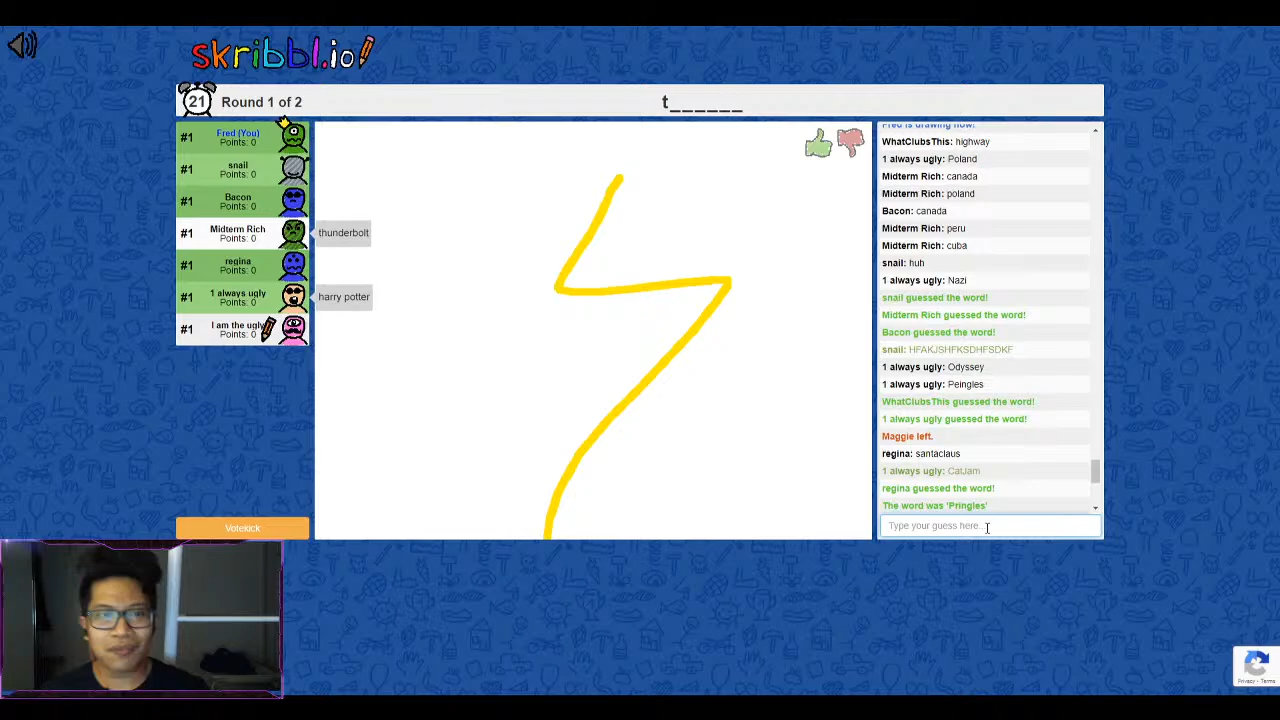 skribbl.io!
21
Round 1 of 2
t______
#1
Fred (You)
Points: 0
#1
snail
Points: 0
#1
Bacon
Points: 0
#1
Midterm Rich
Points: 0
thunderbolt
#1
regina
Points: 0
#1
1 always ugly
Points: 0
harry potter
#1
I am the ugly
Points: 0
Votekick
Fred is drawing now!
WhatClubsThis: highway
1 always ugly: Poland
Midterm Rich: canada
Midterm Rich: poland
Bacon: canada
Midterm Rich: peru
Midterm Rich: cuba
snail: huh
1 always ugly: Nazi
snail guessed the word!
Midterm Rich guessed the word!
Bacon guessed the word!
snail: HFAKJSHFKSDHFSDKF
1 always ugly: Odyssey
1 always ugly: Peingles
WhatClubsThis guessed the word!
1 always ugly guessed the word!
Maggie left.
regina: santaclaus
1 always ugly: CatJam
regina guessed the word!
The word was 'Pringles'
Type your guess here...
Privacy - Terms